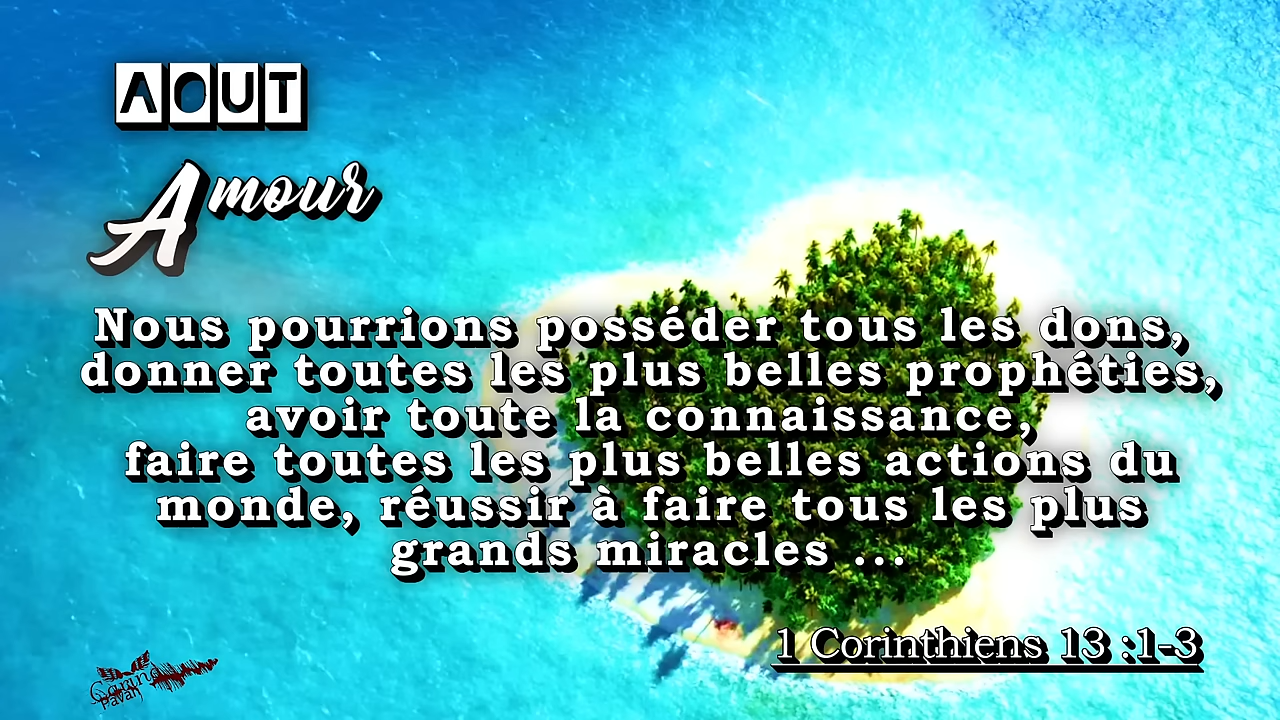 AOUT
Amour
Nous pourrions posséder tous les dons,
donner toutes les plus belles prophéties,
avoir toute la connaissance,
faire toutes les plus belles actions du
monde, réussir à faire tous les plus
grands miracles ...
1 Corinthiens 13 :1-3